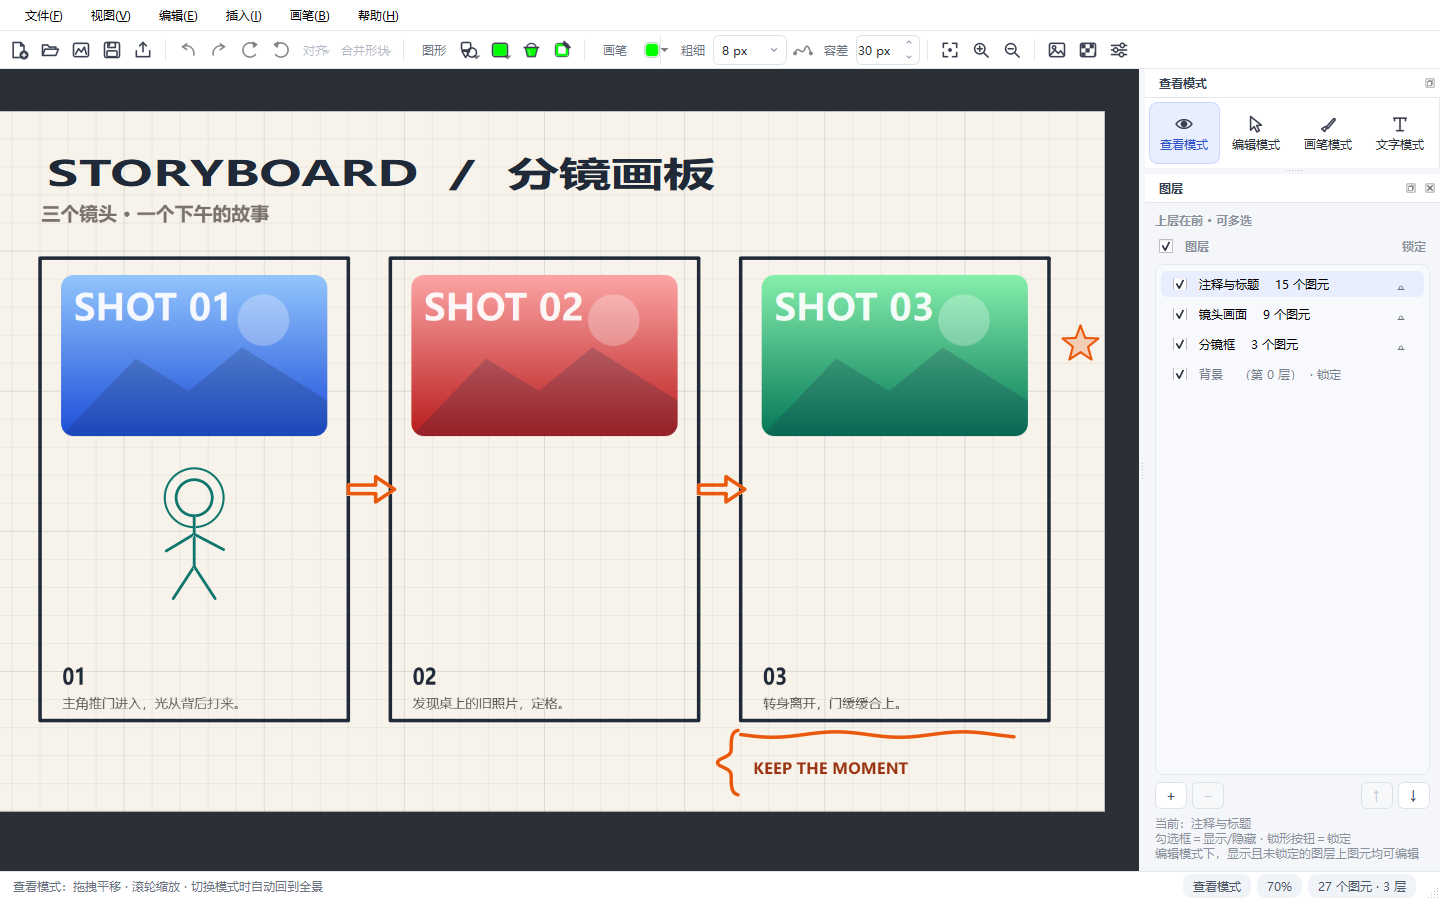 文件(F) 视图(V) 编辑(E) 插入(I) 画笔(B) 帮助(H)
对齐 合并形状 图形 画笔 粗细 8 px 容差 30 px
STORYBOARD / 分镜画板
三个镜头·一个下午的故事
SHOT 01
SHOT 02
SHOT 03
01
主角推门进入，光从背后打来。
02
发现桌上的旧照片，定格。
03
转身离开，门缓缓合上。
KEEP THE MOMENT
查看模式
查看模式 编辑模式 画笔模式 文字模式
图层
上层在前·可多选
图层 锁定
注释与标题 15 个图元
镜头画面 9 个图元
分镜框 3 个图元
背景 （第 0 层） ·锁定
+ − ↑ ↓
当前：注释与标题
勾选框＝显示/隐藏·锁形按钮＝锁定
编辑模式下，显示且未锁定的图层上图元均可编辑
查看模式：拖拽平移·滚轮缩放·切换模式时自动回到全景
查看模式 70% 27 个图元·3 层